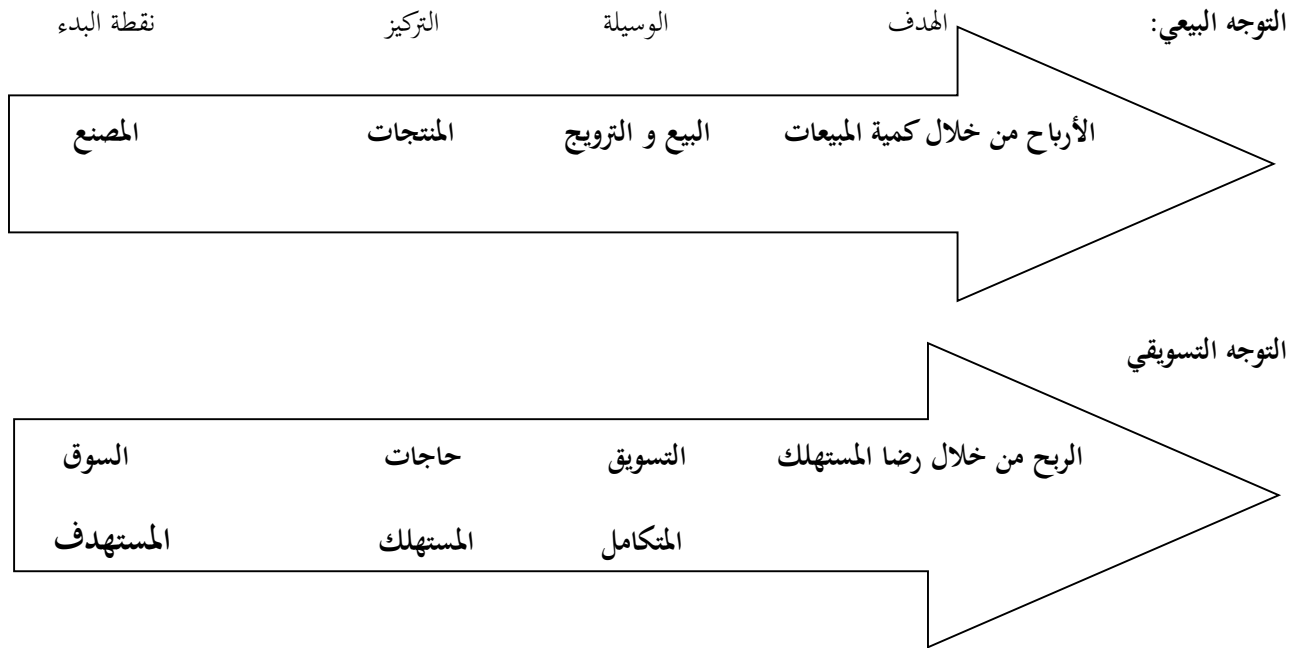 التوجه البيعي: الهدف الوسيلة التركيز نقطة البدء
الأرباح من خلال كمية المبيعات البيع و الترويج المنتجات المصنع
التوجه التسويقي
الربح من خلال رضا المستهلك التسويق حاجات السوق
المتكامل المستهلك المستهدف